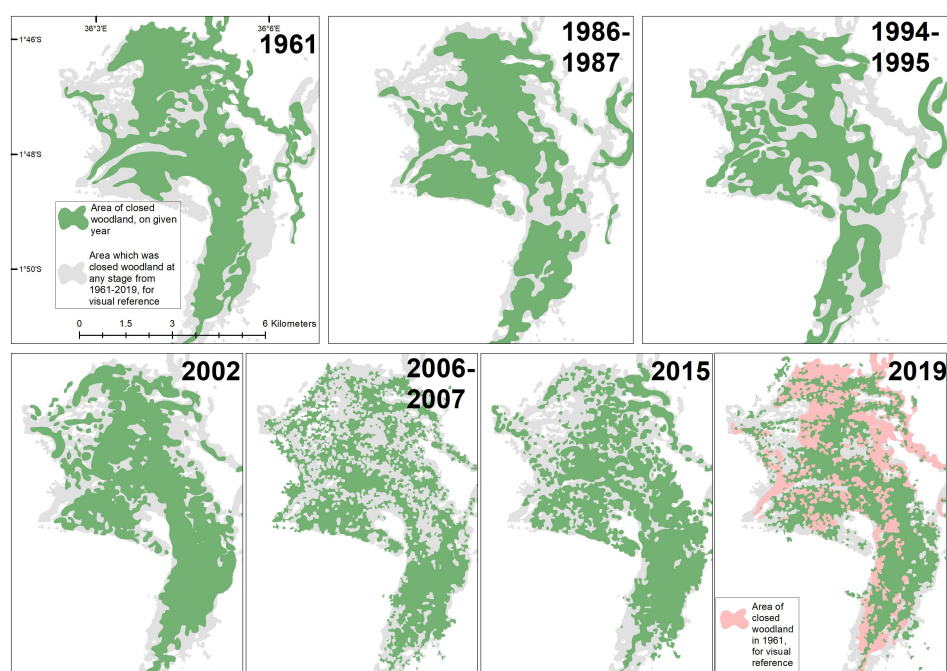 36°3'E
36°6'E
1°46'S
1°48'S
1°50'S
1961
Area of closed
woodland, on given
year
Area which was
closed woodland at
any stage from
1961-2019, for
visual reference
0 1.5 3 6 Kilometers
1986-
1987
1994-
1995
2002
2006-
2007
2015
2019
Area of
closed
woodland
in 1961,
for visual
reference